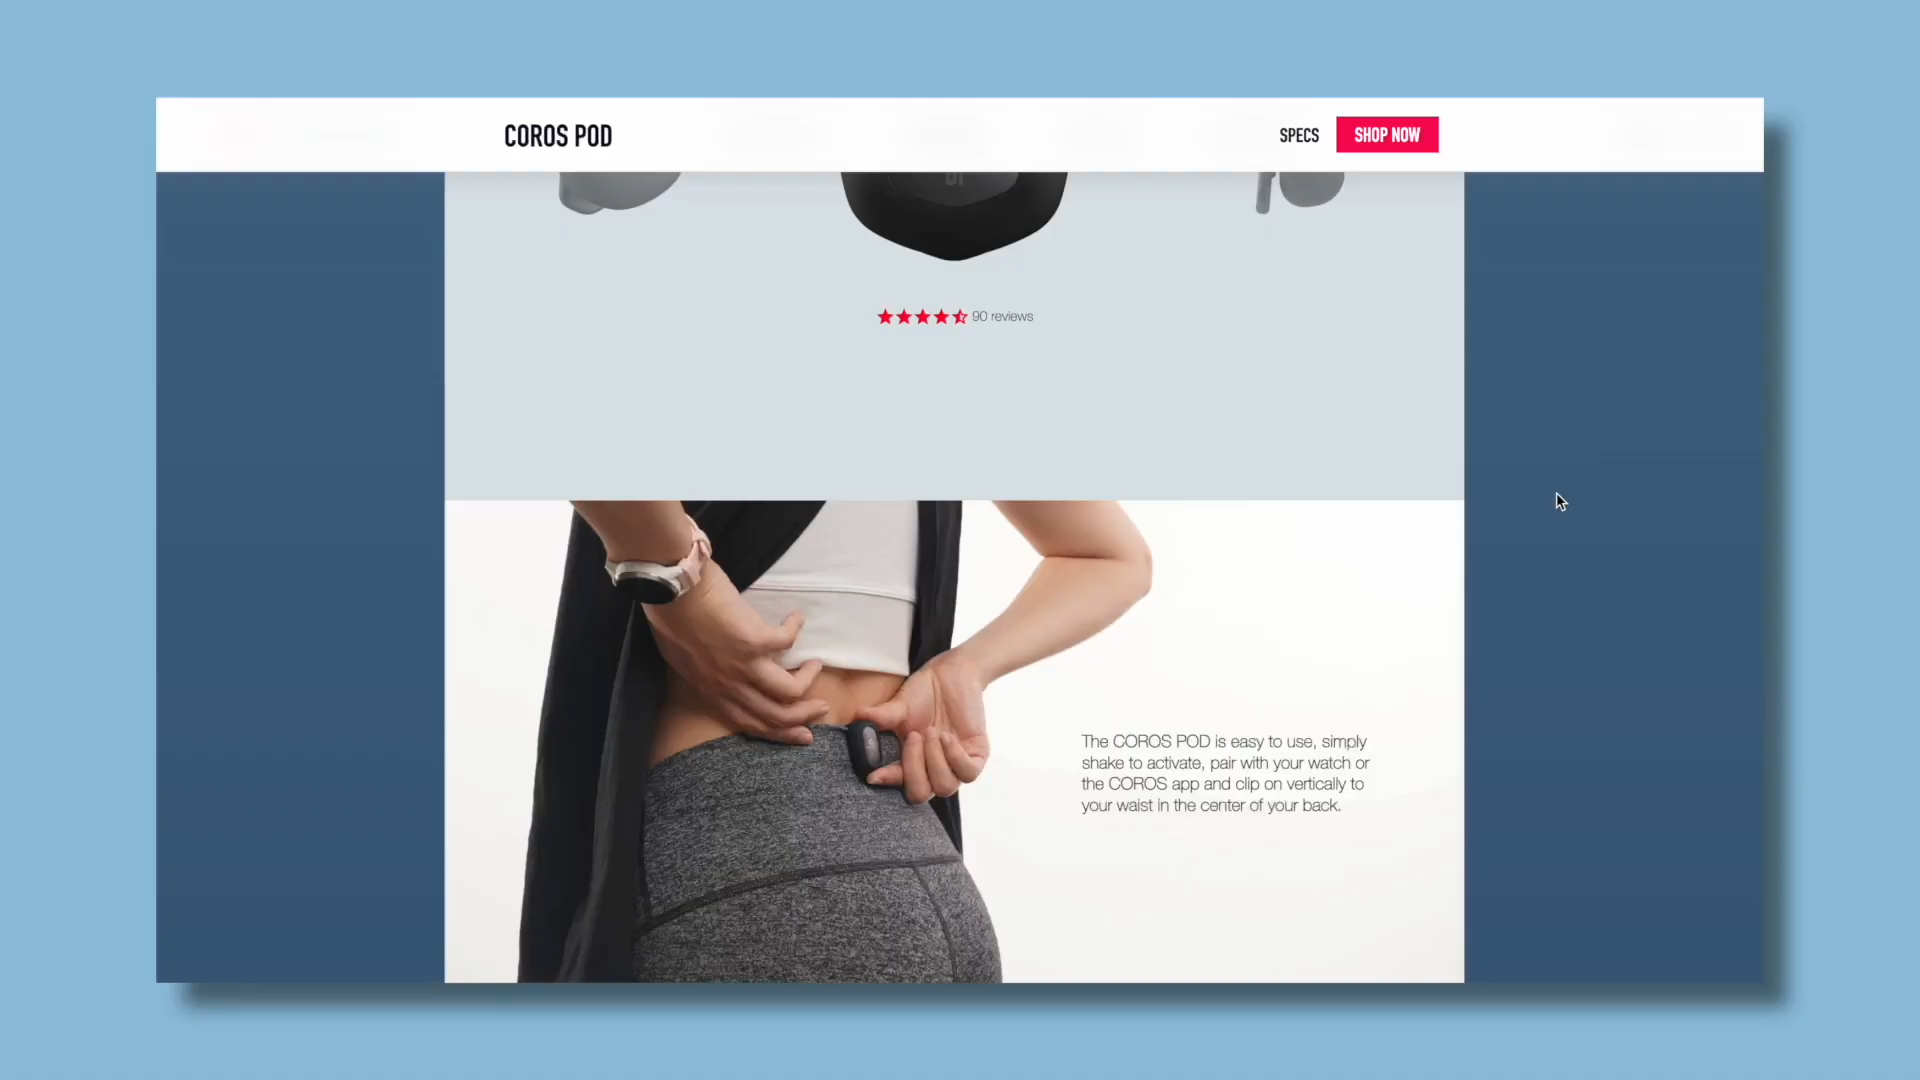 COROS POD
SPECS
SHOP NOW
90 reviews
The COROS POD is easy to use, simply
shake to activate, pair with your watch or
the COROS app and clip on vertically to
your waist in the center of your back.